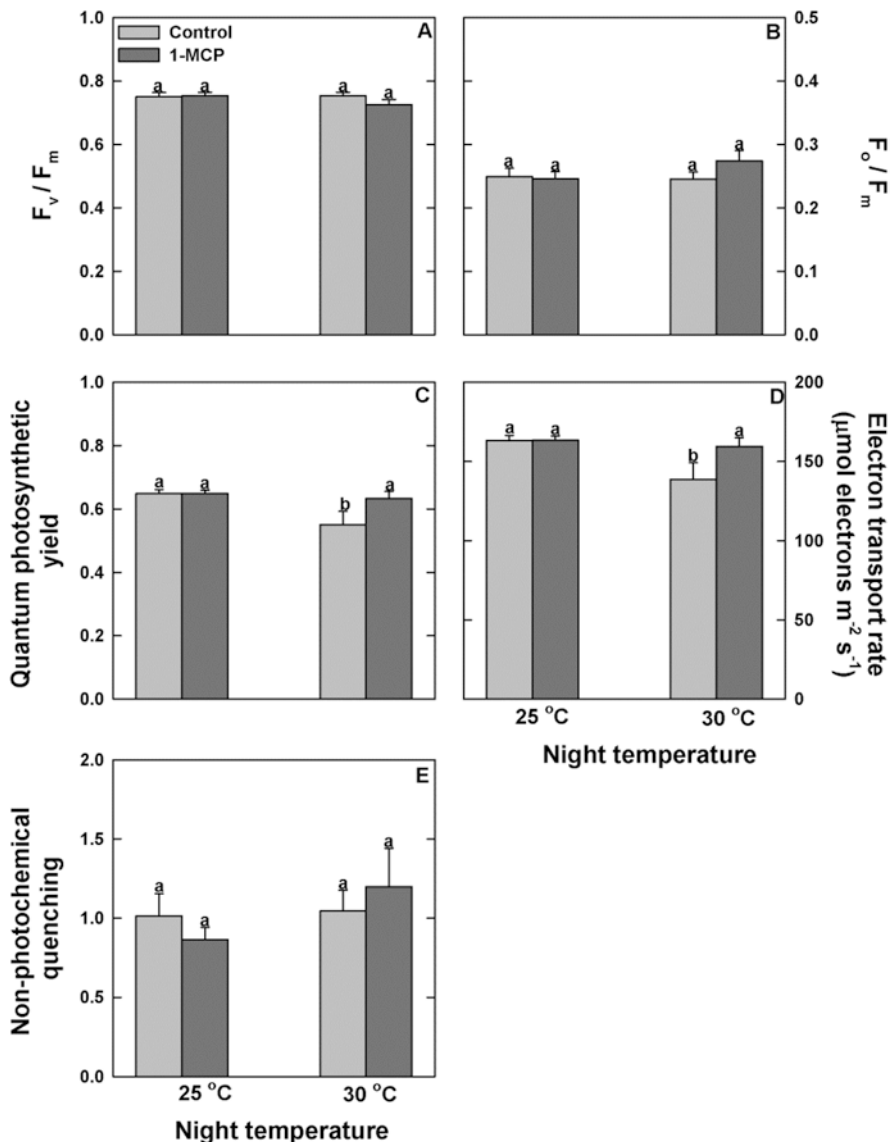 Control
1-MCP
A
1.0
0.8
0.6
0.4
0.2
0.0
Fv / Fm
a
a
a
a
B
0.5
0.4
0.3
0.2
0.1
0.0
Fo / Fm
a
a
a
a
C
1.0
0.8
0.6
0.4
0.2
0.0
Quantum photosynthetic
yield
a
a
b
a
D
200
150
100
50
0
Electron transport rate
(μmol electrons m-2 s-1)
a
a
b
a
25 oC
30 oC
Night temperature
E
2.0
1.5
1.0
0.5
0.0
Non-photochemical
quenching
a
a
a
a
25 oC
30 oC
Night temperature